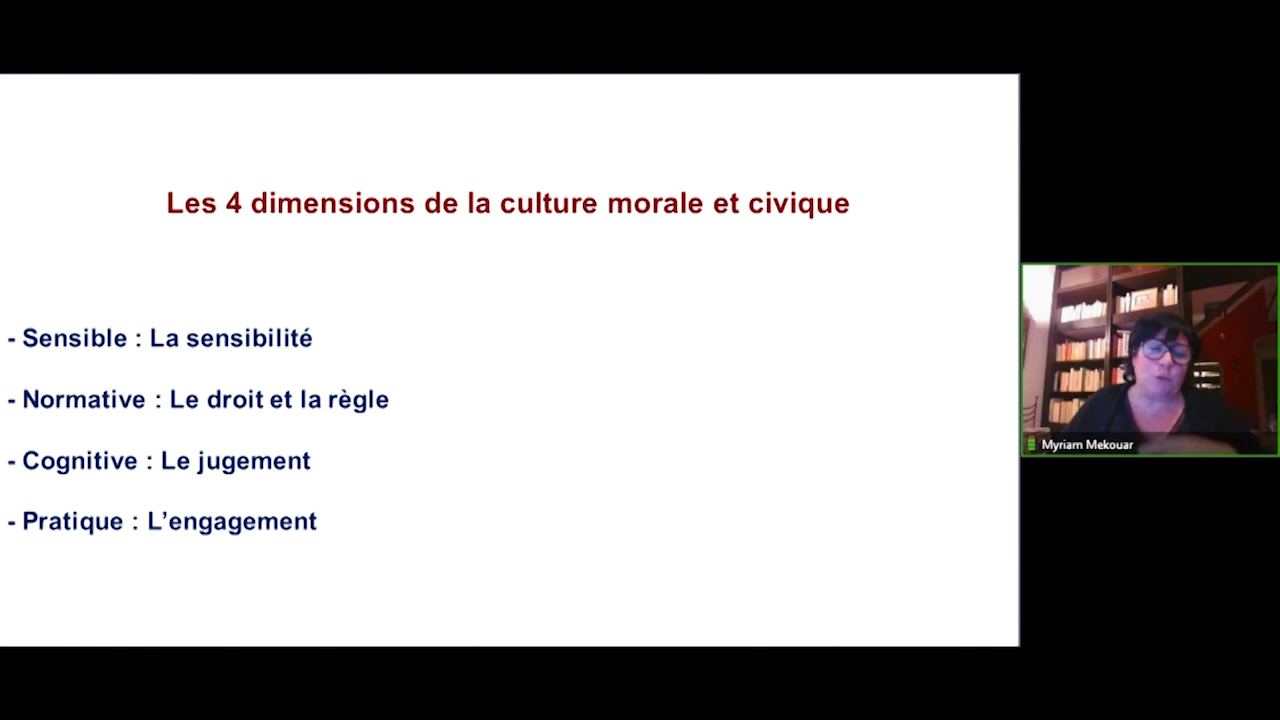 Les 4 dimensions de la culture morale et civique
- Sensible : La sensibilité
- Normative : Le droit et la règle
- Cognitive : Le jugement
- Pratique : L’engagement
Myriam Mekouar